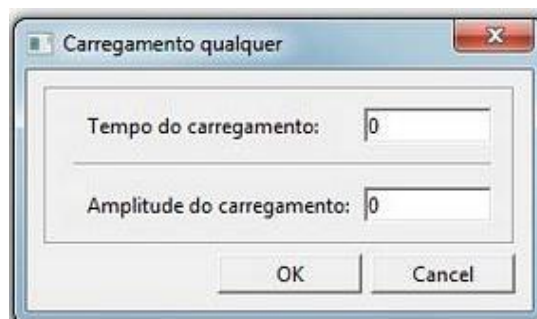 Carregamento qualquer
Tempo do carregamento: 0
Amplitude do carregamento: 0
OK Cancel